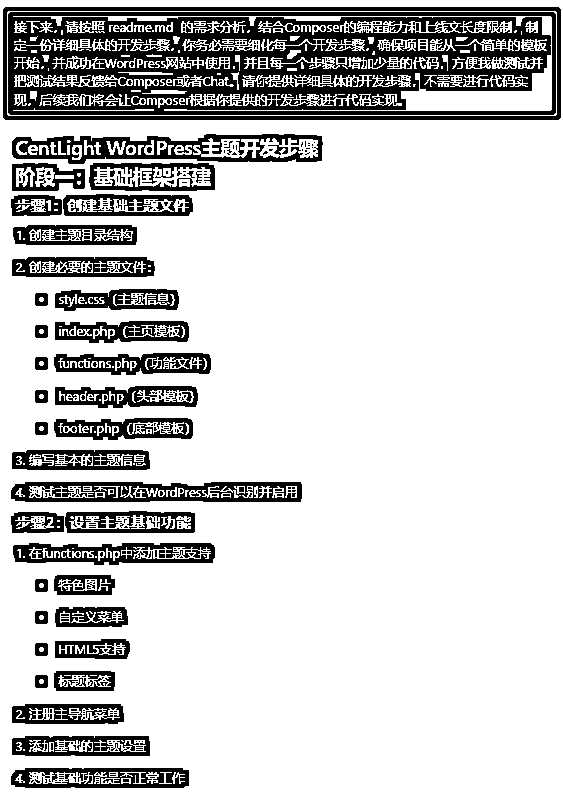 接下来，请按照 readme.md 的需求分析，结合Composer的编程能力和上线文长度限制，制
定一份详细具体的开发步骤，你务必需要细化每一个开发步骤，确保项目能从一个简单的模板
开始，并成功在WordPress网站中使用，并且每一个步骤只增加少量的代码，方便我做测试并
把测试结果反馈给Composer或者Chat。请你提供详细具体的开发步骤，不需要进行代码实
现，后续我们将会让Composer根据你提供的开发步骤进行代码实现。
CentLight WordPress主题开发步骤
阶段一：基础框架搭建
步骤1：创建基础主题文件
1. 创建主题目录结构
2. 创建必要的主题文件：
• style.css（主题信息）
• index.php（主页模板）
• functions.php（功能文件）
• header.php（头部模板）
• footer.php（底部模板）
3. 编写基本的主题信息
4. 测试主题是否可以在WordPress后台识别并启用
步骤2：设置主题基础功能
1. 在functions.php中添加主题支持
• 特色图片
• 自定义菜单
• HTML5支持
• 标题标签
2. 注册主导航菜单
3. 添加基础的主题设置
4. 测试基础功能是否正常工作